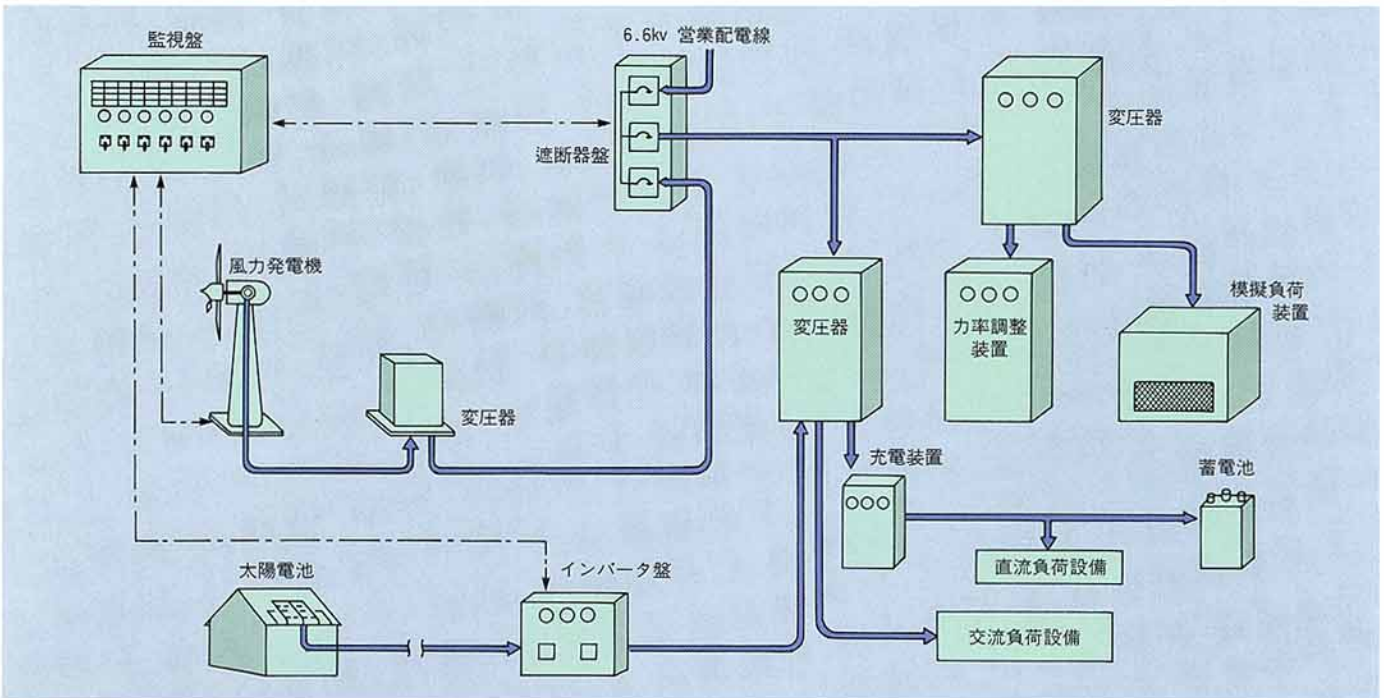 監視盤
6.6kv 営業配電線
遮断器盤
変圧器
風力発電機
変圧器
変圧器
力率調整
装置
模擬負荷
装置
充電装置
蓄電池
直流負荷設備
太陽電池
インバータ盤
交流負荷設備